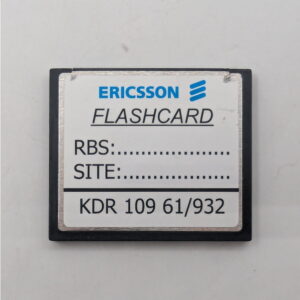 ERICSSON
FLASHCARD
RBS:....................
SITE:...................
KDR 109 61/932